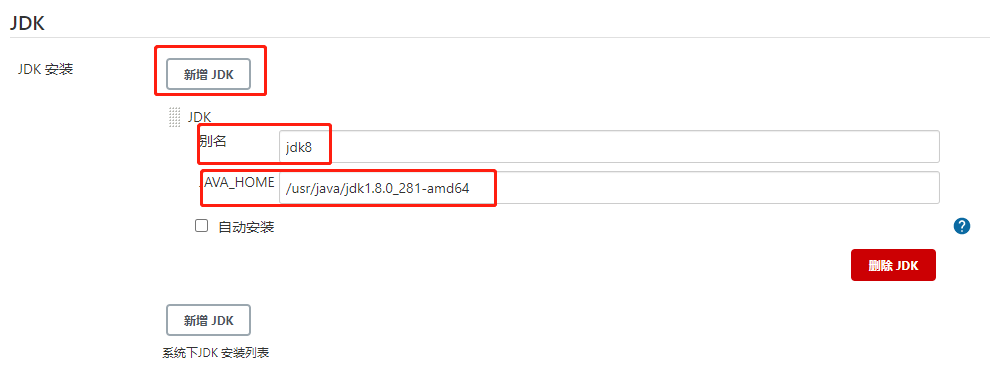 JDK
JDK 安装
新增 JDK
JDK
别名
jdk8
JAVA_HOME
/usr/java/jdk1.8.0_281-amd64
自动安装
?
删除 JDK
新增 JDK
系统下JDK 安装列表